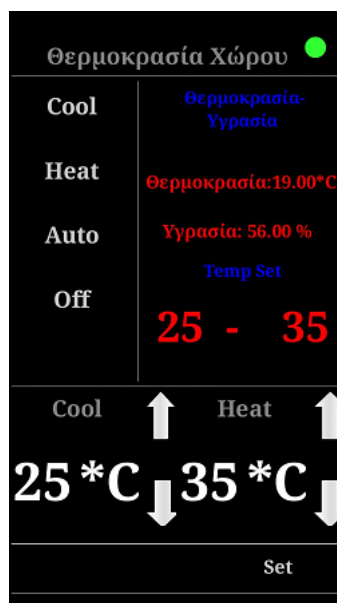 Θερμοκρασία Χώρου
Cool
Heat
Auto
Off
Θερμοκρασία-
Υγρασία
Θερμοκρασία:19.00*C
Υγρασία: 56.00 %
Temp Set
25 - 35
Cool Heat
25 *C 35 *C
Set